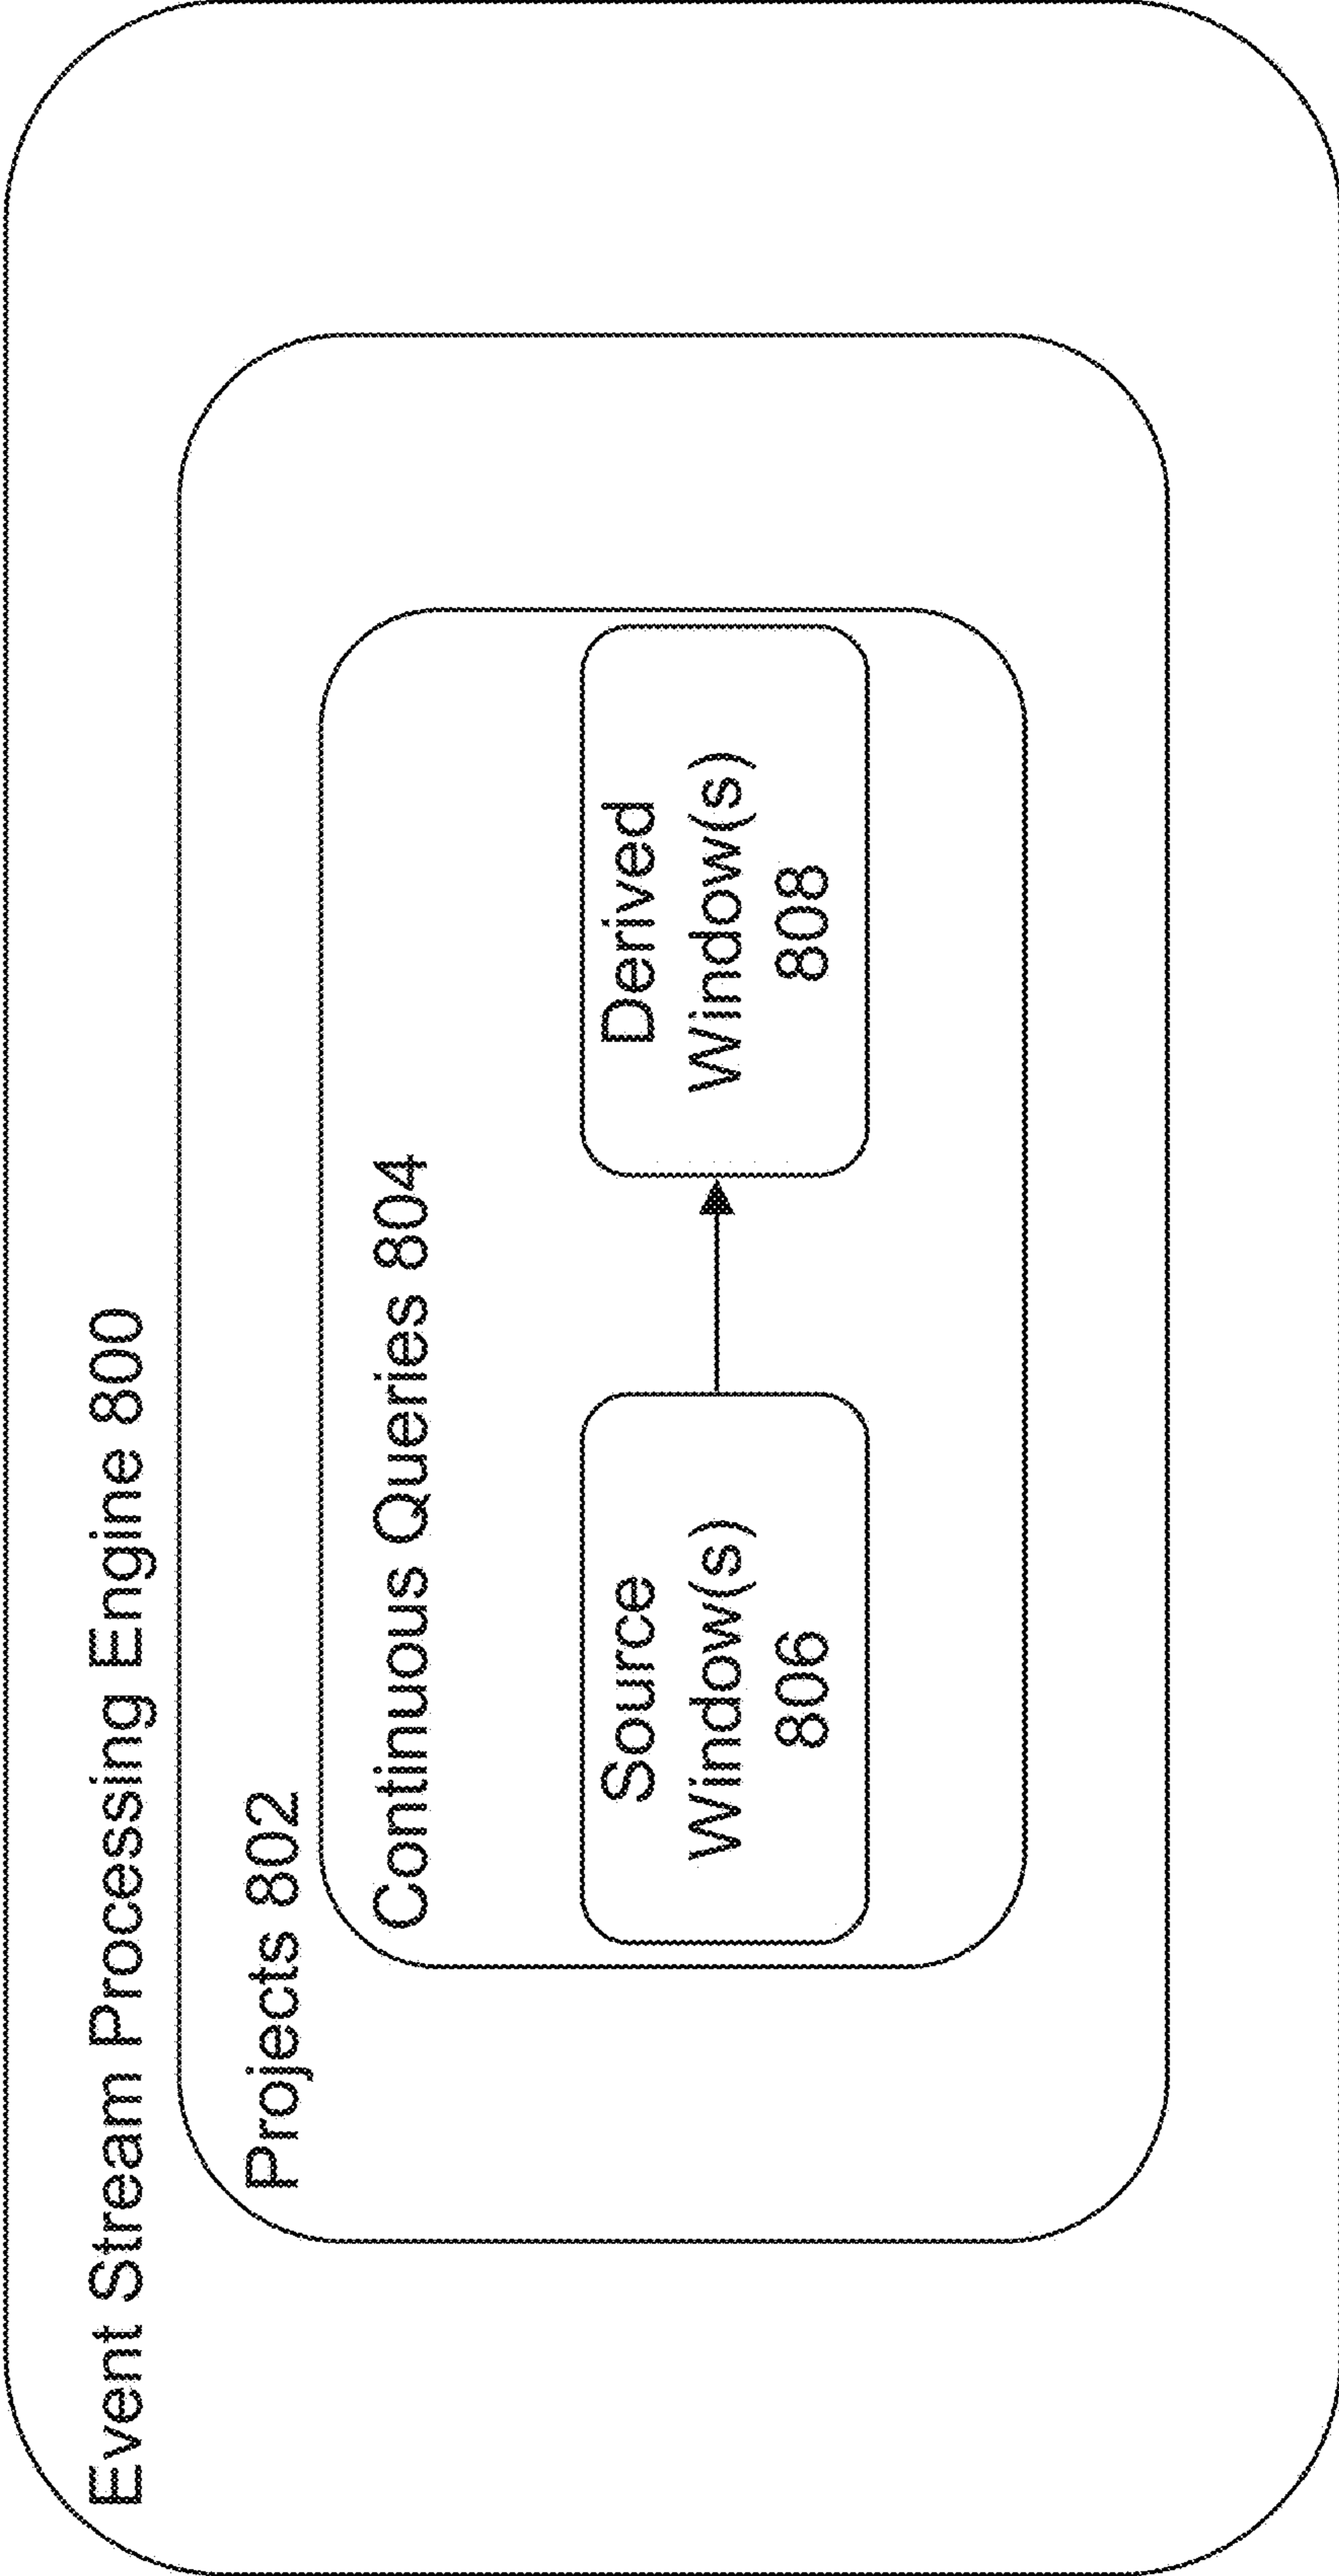 Event Stream Processing Engine 800
Projects 802
Continuous Queries 804
Source
Window(s)
806
Derived
Window(s)
808